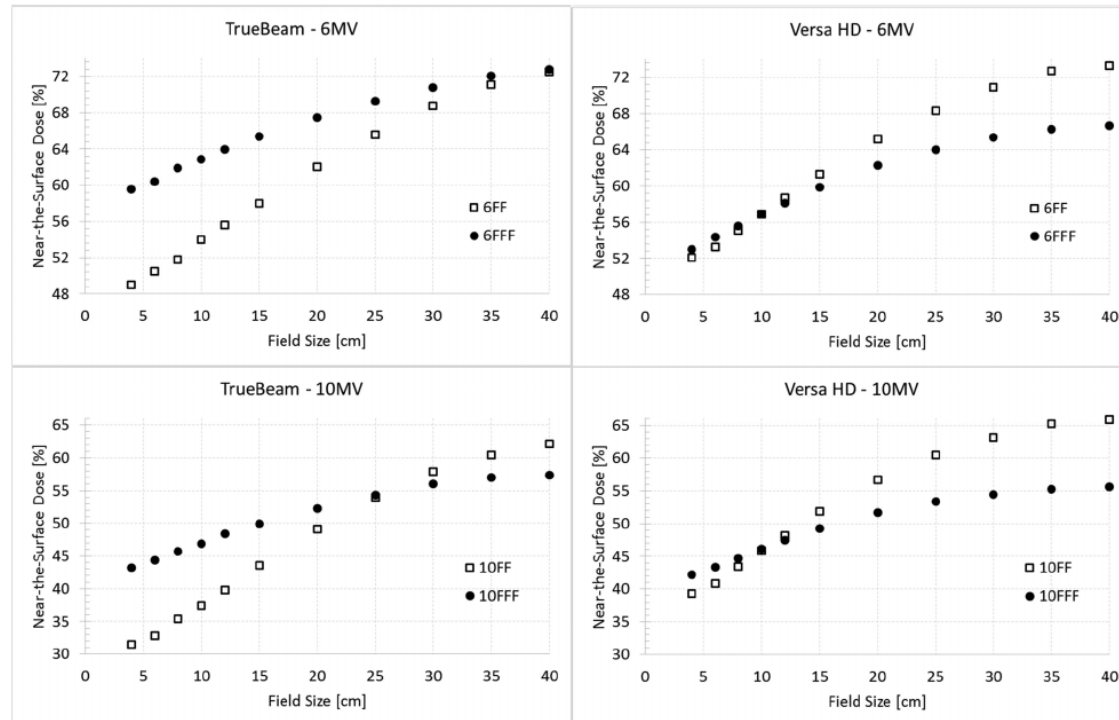 TrueBeam - 6MV
Near-the-Surface Dose [%]
72
68
64
60
56
52
48
6FF
6FFF
0 5 10 15 20 25 30 35 40
Field Size [cm]
Versa HD - 6MV
Near-the-Surface Dose [%]
72
68
64
60
56
52
48
6FF
6FFF
0 5 10 15 20 25 30 35 40
Field Size [cm]
TrueBeam - 10MV
Near-the-Surface Dose [%]
65
60
55
50
45
40
35
30
10FF
10FFF
0 5 10 15 20 25 30 35 40
Field Size [cm]
Versa HD - 10MV
Near-the-Surface Dose [%]
65
60
55
50
45
40
35
30
10FF
10FFF
0 5 10 15 20 25 30 35 40
Field Size [cm]